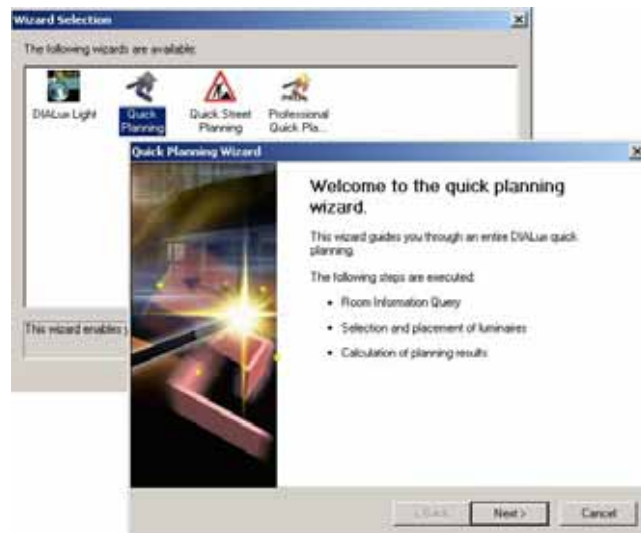 Wizard Selection
The following wizards are available:
DIALux Light
Quick
Planning
Quick Street
Planning
Professional
Quick Pla...
Quick Planning Wizard
Welcome to the quick planning
wizard.
This wizard guides you through an entire DIALux quick
planning.
The following steps are executed:
• Room Information Query
• Selection and placement of luminaires
• Calculation of planning results
This wizard enables
< Back
Next >
Cancel